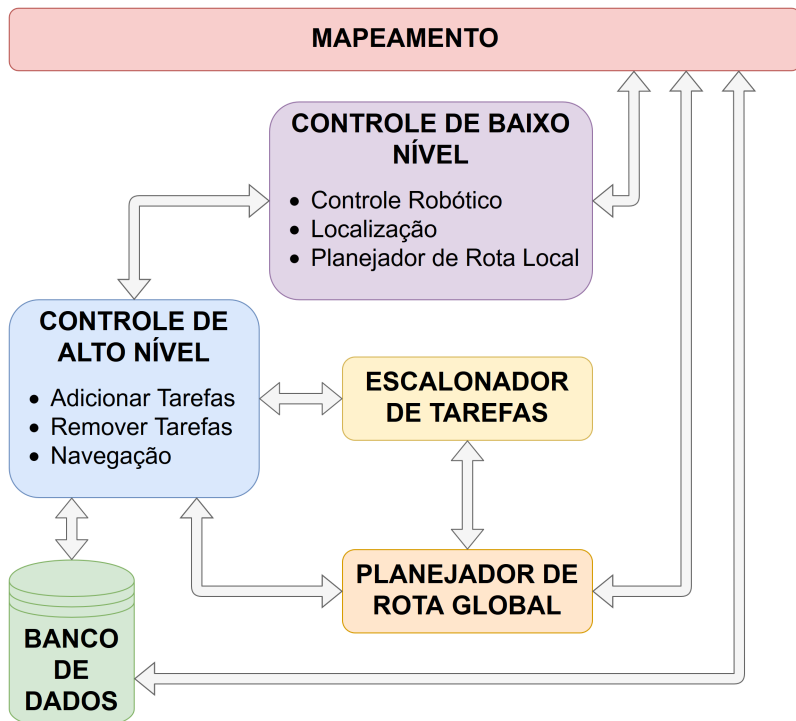 MAPEAMENTO
CONTROLE DE BAIXO
NÍVEL
• Controle Robótico
• Localização
• Planejador de Rota Local
CONTROLE DE
ALTO NÍVEL
• Adicionar Tarefas
• Remover Tarefas
• Navegação
ESCALONADOR
DE TAREFAS
PLANEJADOR DE
ROTA GLOBAL
BANCO
DE
DADOS